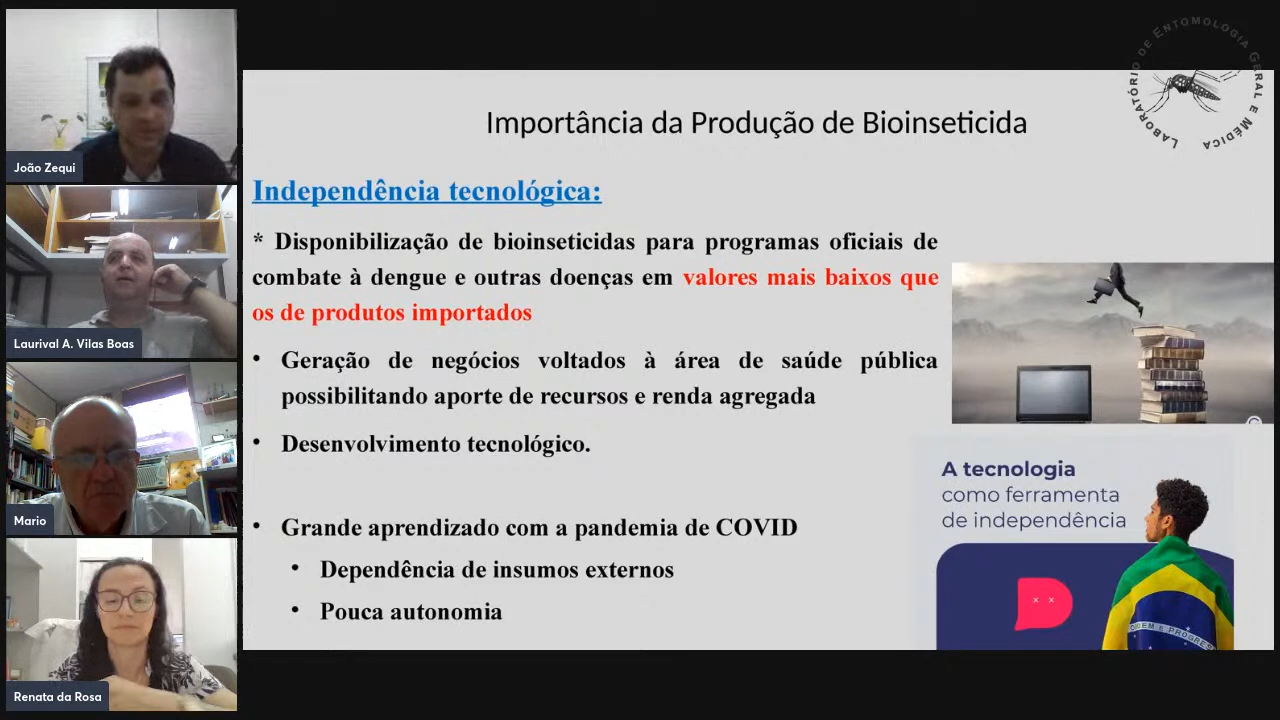 João Zequi
Laurival A. Vilas Boas
Mario
Renata da Rosa
LABORATÓRIO DE ENTOMOLOGIA GERAL E MÉDICA
Importância da Produção de Bioinseticida
Independência tecnológica:
* Disponibilização de bioinseticidas para programas oficiais de
combate à dengue e outras doenças em valores mais baixos que
os de produtos importados
• Geração de negócios voltados à área de saúde pública
possibilitando aporte de recursos e renda agregada
• Desenvolvimento tecnológico.
• Grande aprendizado com a pandemia de COVID
• Dependência de insumos externos
• Pouca autonomia
A tecnologia
como ferramenta
de independência
ORDEM E PROGRES